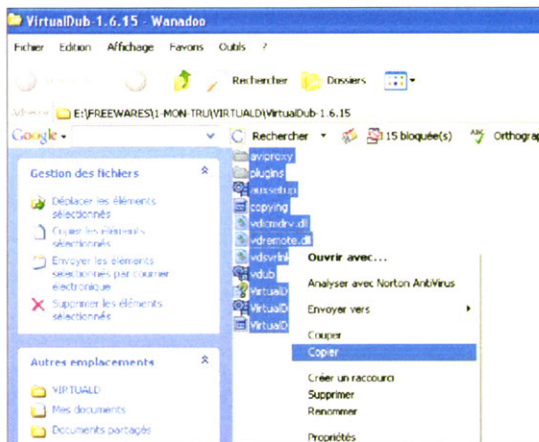 VirtualDub-1.6.15 - Wanadoo
Fichier Edition Affichage Favoris Outils ?
Rechercher Dossiers
Adresse E:\FREEWARES\1-MON-TRU\VIRTUALD\VirtualDub-1.6.15
Google Rechercher 15 bloquée(s) Orthograp
Gestion des fichiers
Déplacer les éléments
sélectionnés
Copier les éléments
sélectionnés
Envoyer les éléments
sélectionnés par courrier
électronique
Supprimer les éléments
sélectionnés
Autres emplacements
VIRTUALD
Mes documents
Documents partagés
aviproxy
plugins
auxsetup
copying
vdicmdrv.dll
vdremote.dll
vdsvrlnk
vdub
VirtualD
VirtualD
VirtualD
Ouvrir avec...
Analyser avec Norton AntiVirus
Envoyer vers
Couper
Copier
Créer un raccourci
Supprimer
Renommer
Propriétés